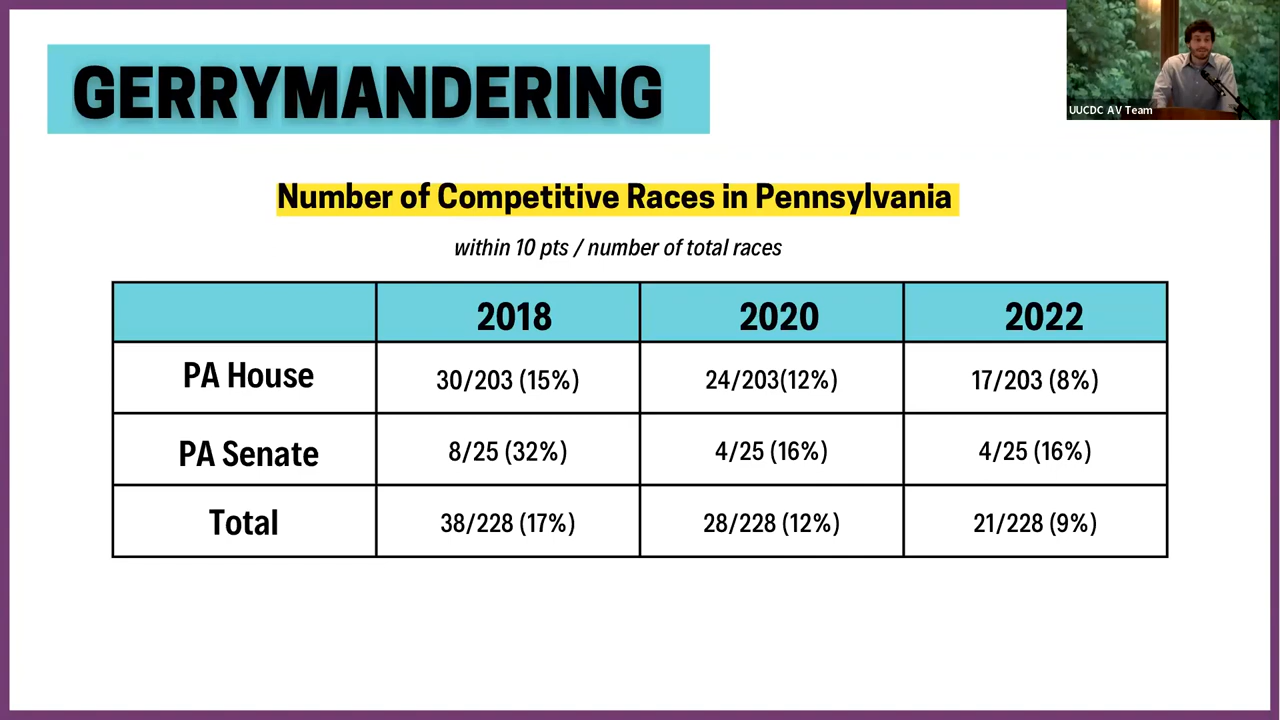 GERRYMANDERING
UUCDC AV Team
Number of Competitive Races in Pennsylvania
within 10 pts / number of total races
2018 2020 2022
PA House 30/203 (15%) 24/203(12%) 17/203 (8%)
PA Senate 8/25 (32%) 4/25 (16%) 4/25 (16%)
Total 38/228 (17%) 28/228 (12%) 21/228 (9%)